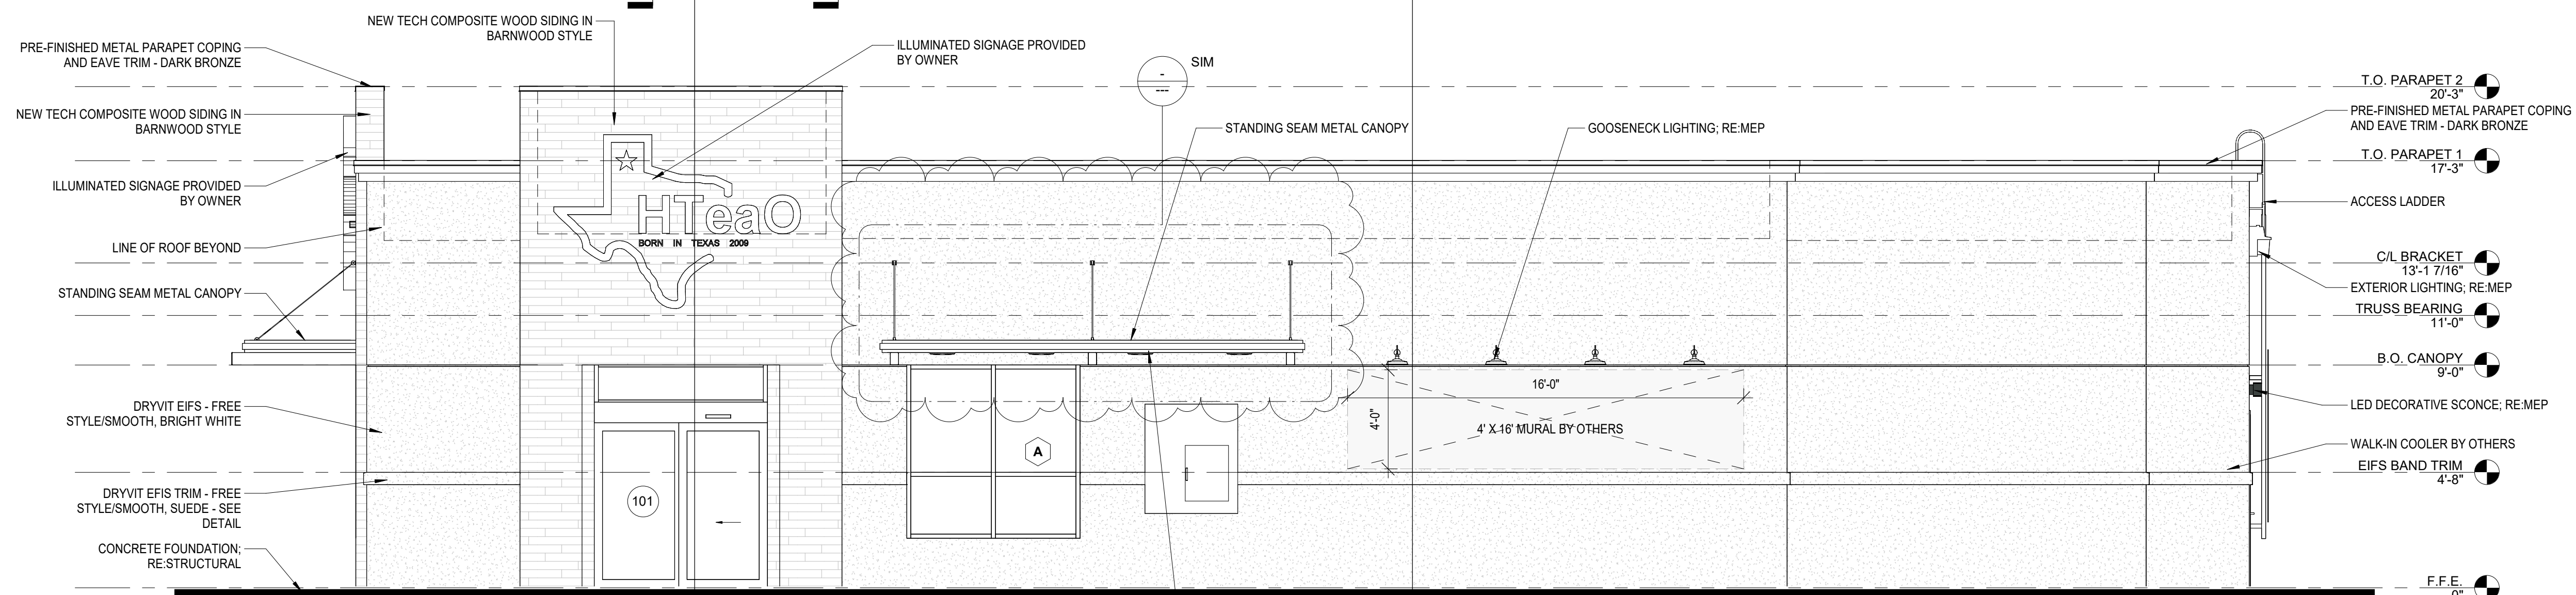 NEW TECH COMPOSITE WOOD SIDING IN
BARNWOOD STYLE
PRE-FINISHED METAL PARAPET COPING
AND EAVE TRIM - DARK BRONZE
ILLUMINATED SIGNAGE PROVIDED
BY OWNER
SIM
-
---
NEW TECH COMPOSITE WOOD SIDING IN
BARNWOOD STYLE
STANDING SEAM METAL CANOPY
GOOSENECK LIGHTING; RE:MEP
T.O. PARAPET 2
20'-3"
PRE-FINISHED METAL PARAPET COPING
AND EAVE TRIM - DARK BRONZE
T.O. PARAPET 1
17'-3"
ILLUMINATED SIGNAGE PROVIDED
BY OWNER
ACCESS LADDER
HTeaO
BORN IN TEXAS 2009
LINE OF ROOF BEYOND
C/L BRACKET
13'-1 7/16"
EXTERIOR LIGHTING; RE:MEP
STANDING SEAM METAL CANOPY
TRUSS BEARING
11'-0"
B.O. CANOPY
9'-0"
16'-0"
4'-0"
4' X 16' MURAL BY OTHERS
LED DECORATIVE SCONCE; RE:MEP
DRYVIT EIFS - FREE
STYLE/SMOOTH, BRIGHT WHITE
A
WALK-IN COOLER BY OTHERS
EIFS BAND TRIM
4'-8"
DRYVIT EFIS TRIM - FREE
STYLE/SMOOTH, SUEDE - SEE
DETAIL
101
CONCRETE FOUNDATION;
RE:STRUCTURAL
F.F.E.
0"